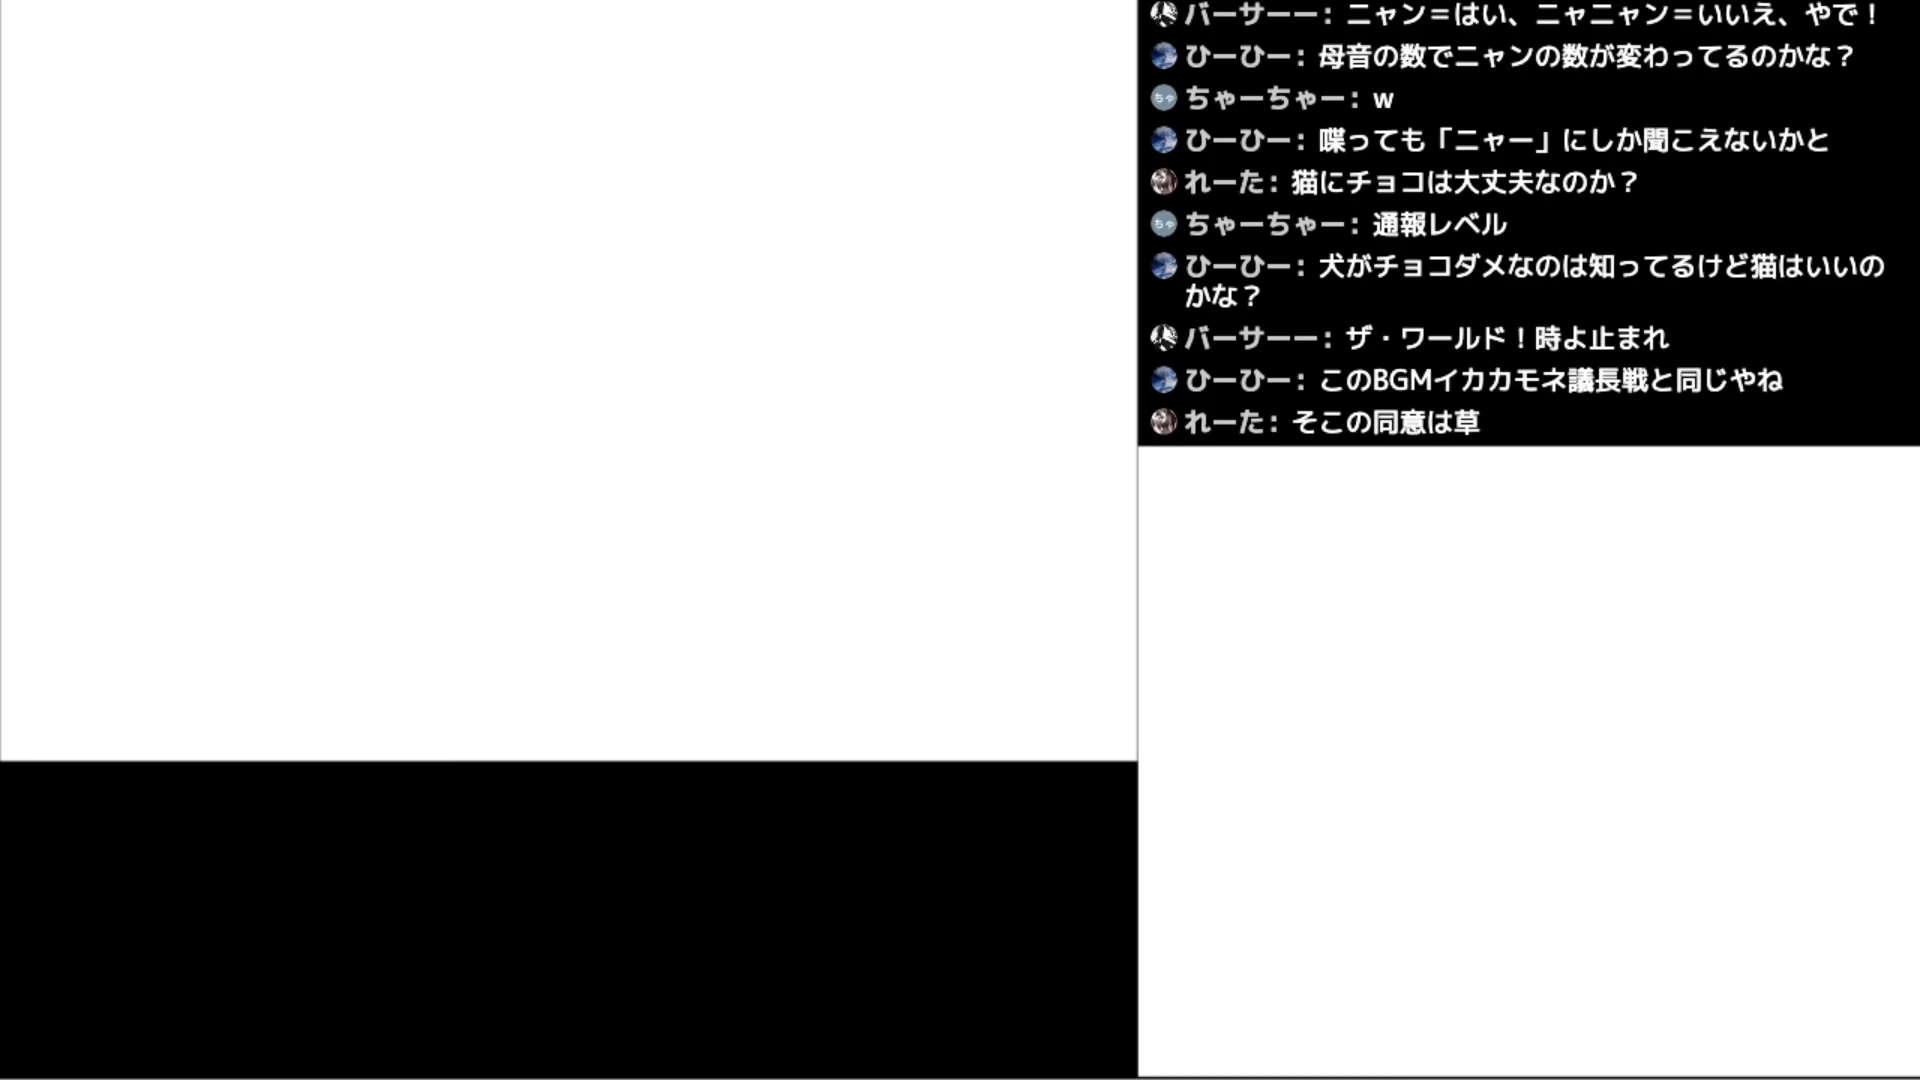 バーサーー: ニャン＝はい、ニャニャン＝いいえ、やで！
ひーひー: 母音の数でニャンの数が変わってるのかな？
ちゃーちゃー: w
ひーひー: 喋っても「ニャー」にしか聞こえないかと
れーた: 猫にチョコは大丈夫なのか？
ちゃーちゃー: 通報レベル
ひーひー: 犬がチョコダメなのは知ってるけど猫はいいの
かな？
バーサーー: ザ・ワールド！時よ止まれ
ひーひー: このBGMイカカモネ議長戦と同じやね
れーた: そこの同意は草